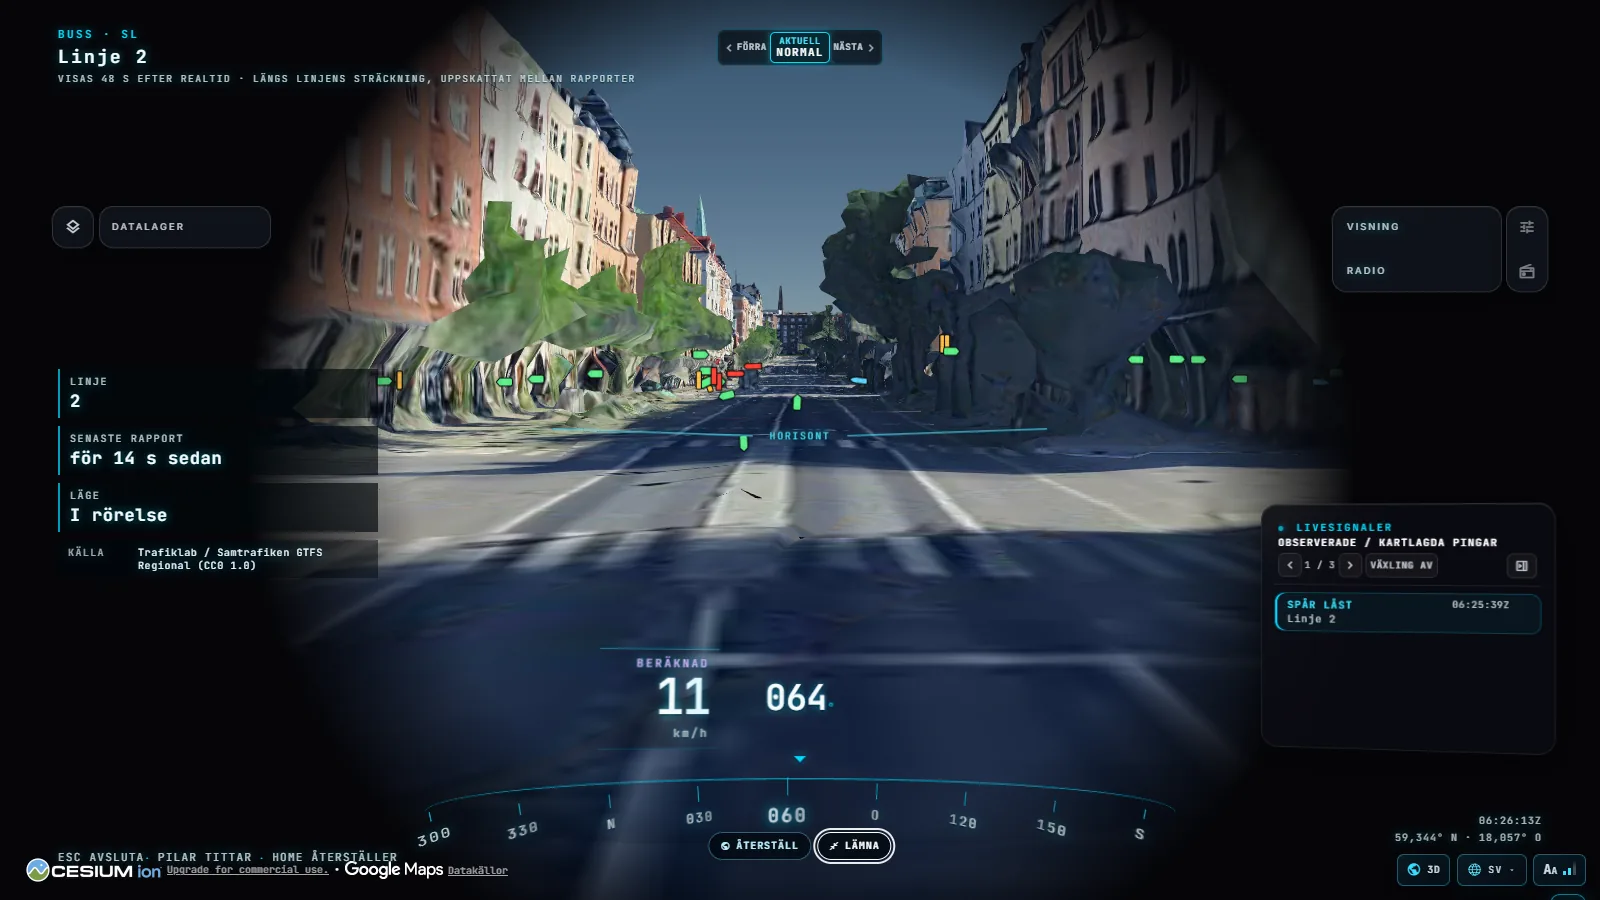 BUSS · SL
Linje 2
VISAS 48 S EFTER REALTID · LÄNGS LINJENS STRÄCKNING, UPPSKATTAT MELLAN RAPPORTER
FÖRRA
AKTUELL
NORMAL
NÄSTA
DATALAGER
VISNING
RADIO
LINJE
2
SENASTE RAPPORT
för 14 s sedan
LÄGE
I rörelse
KÄLLA
Trafiklab / Samtrafiken GTFS
Regional (CC0 1.0)
HORISONT
LIVESIGNALER
OBSERVERADE / KARTLAGDA PINGAR
1 / 3
VÄXLING AV
SPÅR LÅST 06:25:39Z
Linje 2
BERÄKNAD
11
km/h
064°
300 330 N 030 060 O 120 150 S
ÅTERSTÄLL
LÄMNA
06:26:13Z
59,344° N · 18,057° O
ESC AVSLUTA· PILAR TITTAR · HOME ÅTERSTÄLLER
CESIUM ion Upgrade for commercial use. · Google Maps Datakällor
3D
SV
AA